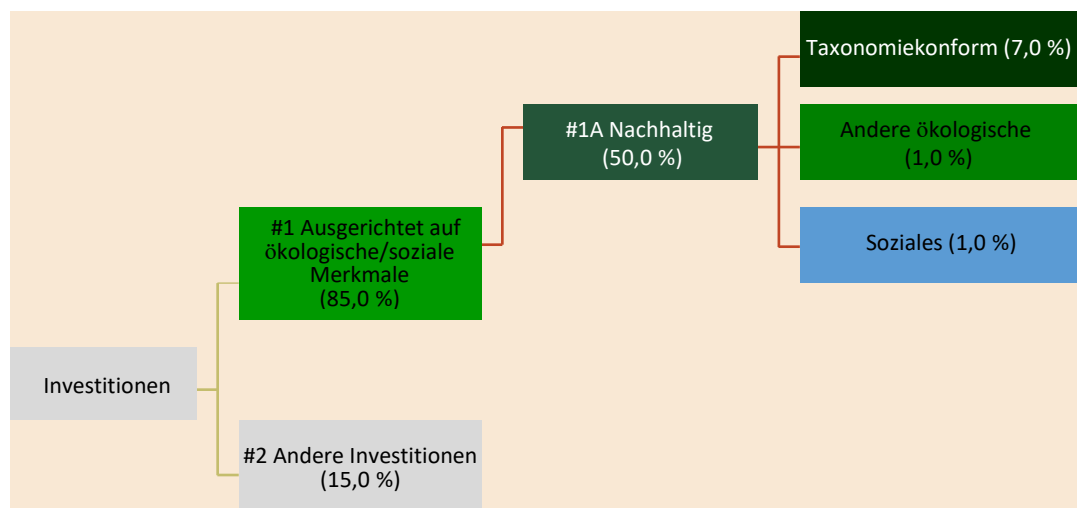 Taxonomiekonform (7,0 %)
#1A Nachhaltig
(50,0 %)
Andere ökologische
(1,0 %)
#1 Ausgerichtet auf
ökologische/soziale
Merkmale
(85,0 %)
Soziales (1,0 %)
Investitionen
#2 Andere Investitionen
(15,0 %)